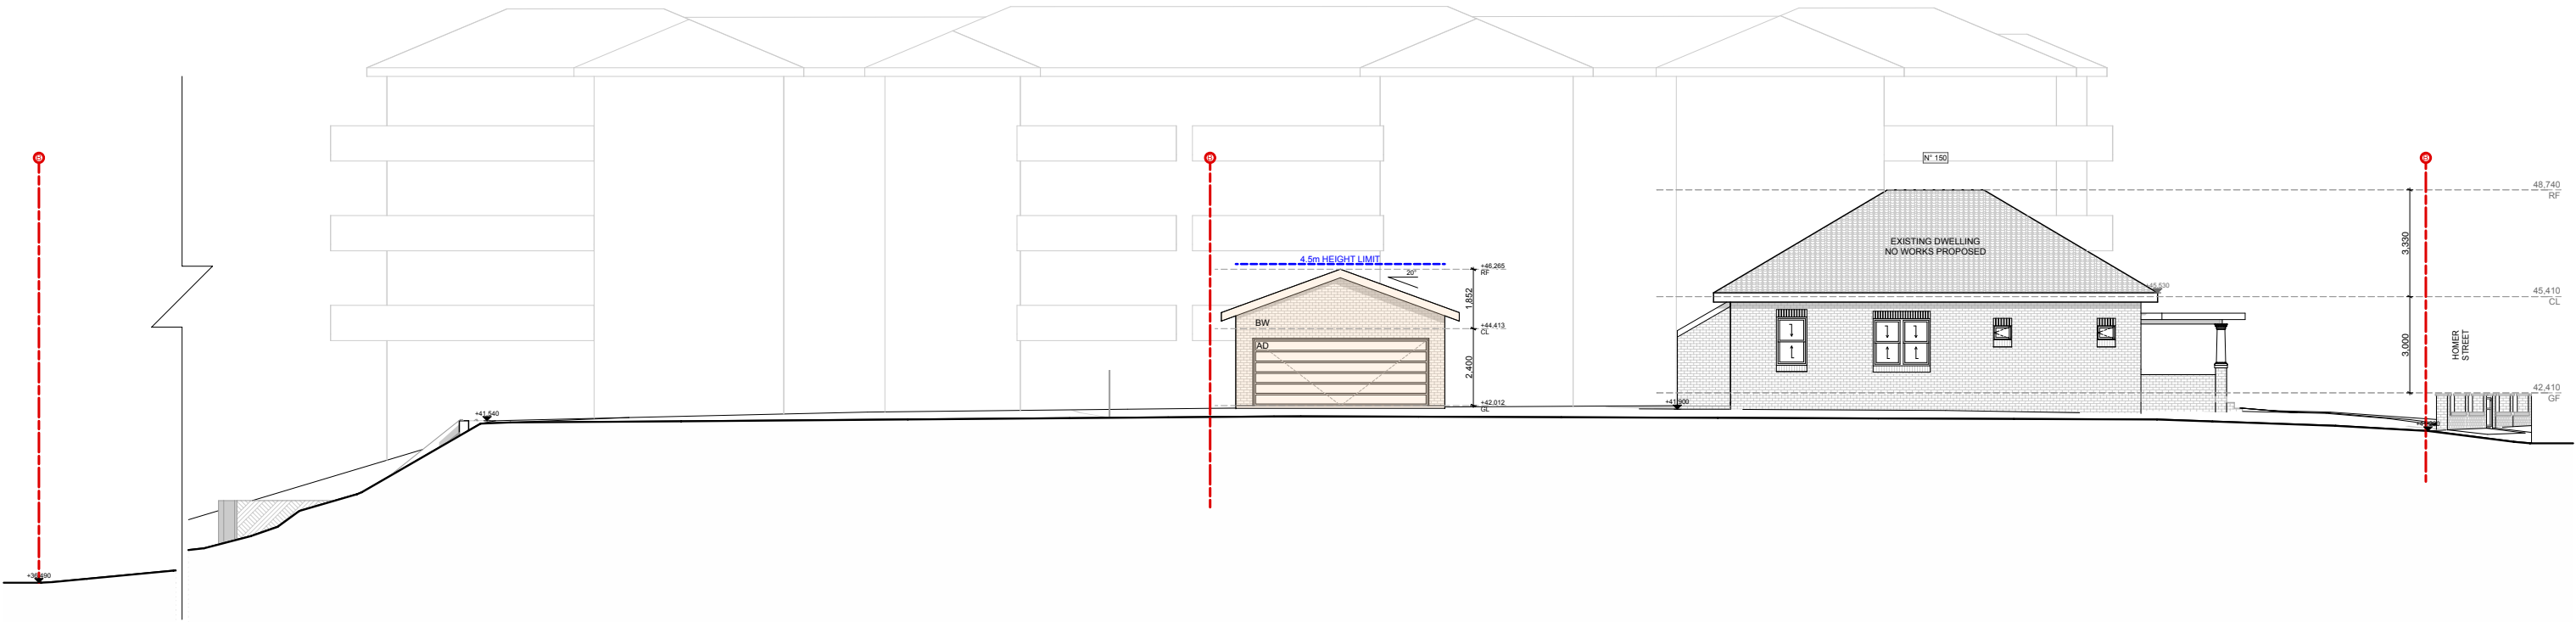 N° 150
48,740
RF
EXISTING DWELLING
NO WORKS PROPOSED
3,330
4.5m HEIGHT LIMIT
+46,265
RF
20°
1,852
+45,530
45,410
CL
BW
+44,413
CL
AD
2,400
3,000
HOMER
STREET
42,410
GF
+42,012
GL
+41,900
+41,540